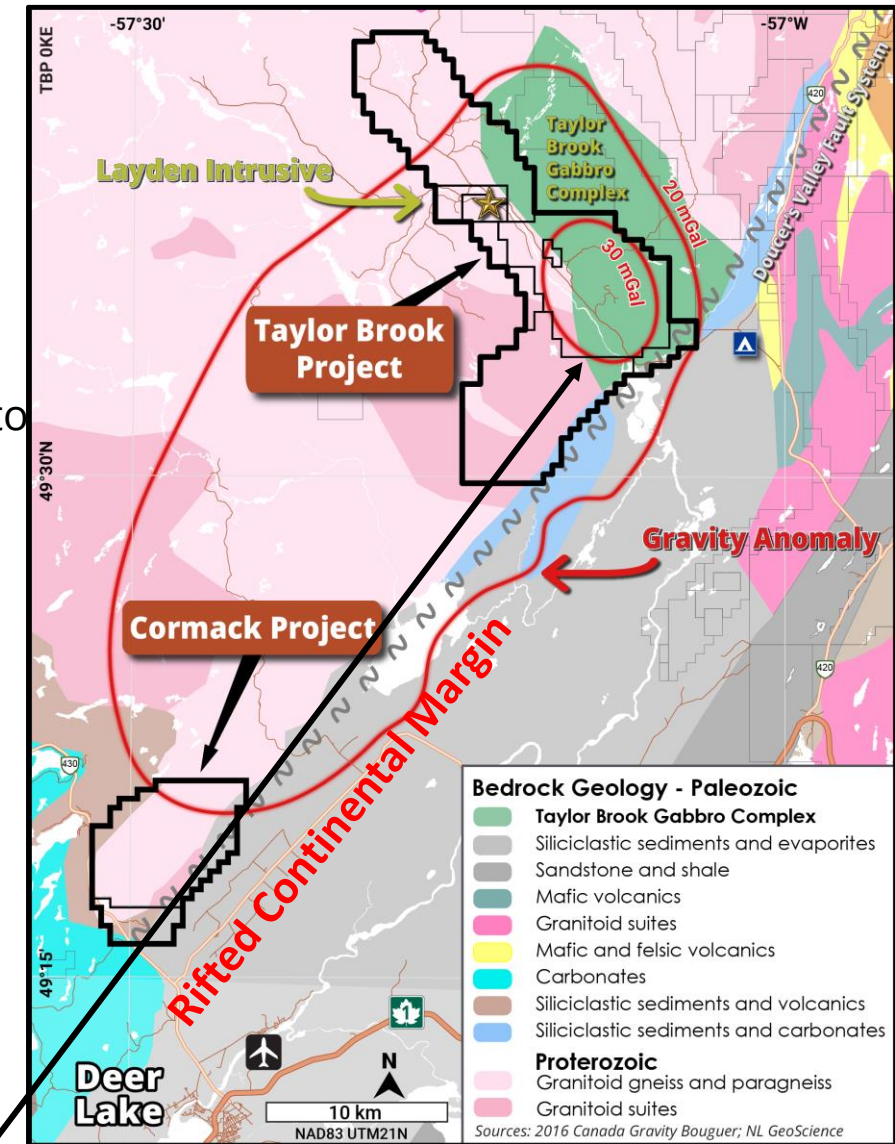 -57°30'
-57°W
TBP 0KE
420
Doucer's Valley Fault System
Taylor
Brook
Gabbro
Complex
Layden Intrusive
20 mGal
30 mGal
Taylor Brook
Project
to
49°30'N
Gravity Anomaly
Cormack Project
420
Rifted Continental Margin
430
49°15'
Deer
Lake
1
N
10 km
NAD83 UTM21N
Bedrock Geology - Paleozoic
Taylor Brook Gabbro Complex
Siliciclastic sediments and evaporites
Sandstone and shale
Mafic volcanics
Granitoid suites
Mafic and felsic volcanics
Carbonates
Siliciclastic sediments and volcanics
Siliciclastic sediments and carbonates
Proterozoic
Granitoid gneiss and paragneiss
Granitoid suites
Sources: 2016 Canada Gravity Bouguer; NL GeoScience